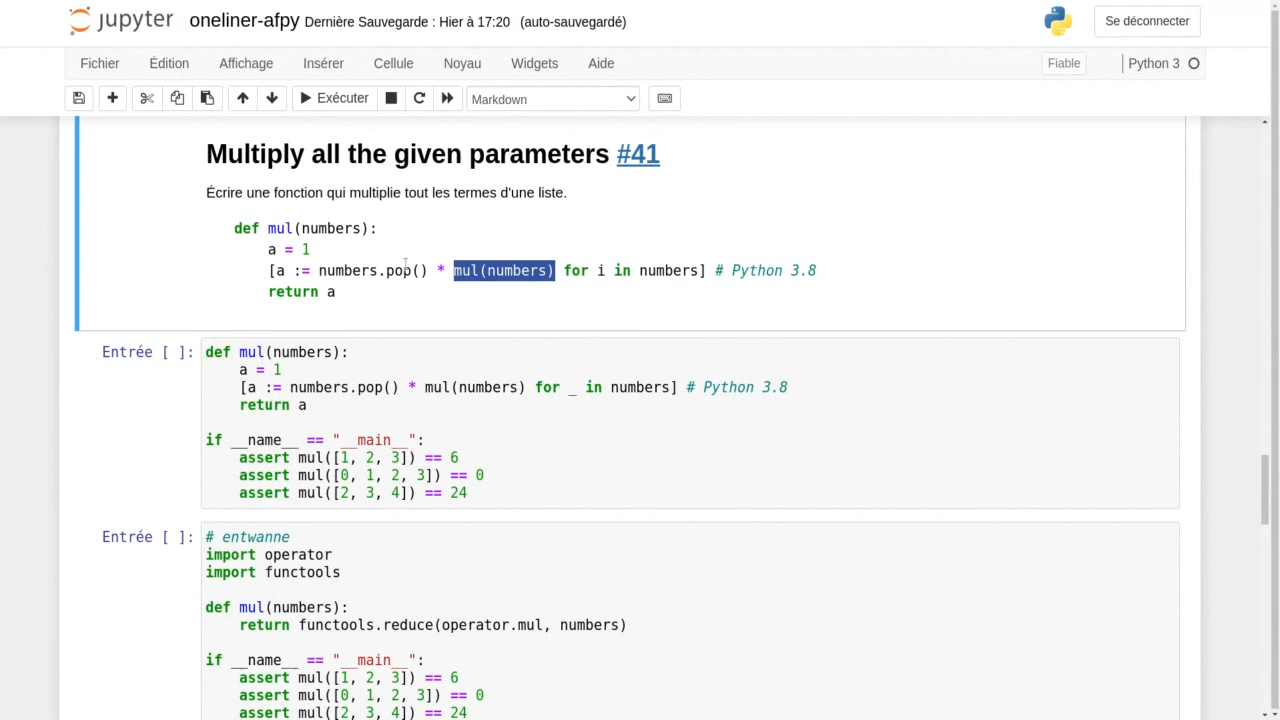 jupyter oneliner-afpy Dernière Sauvegarde : Hier à 17:20 (auto-sauvegardé) Se déconnecter
Fichier Édition Affichage Insérer Cellule Noyau Widgets Aide Fiable Python 3
Exécuter Markdown
Multiply all the given parameters #41
Écrire une fonction qui multiplie tout les termes d'une liste.
def mul(numbers):
    a = 1
    [a := numbers.pop() * mul(numbers) for i in numbers] # Python 3.8
    return a
Entrée [ ]: def mul(numbers):
    a = 1
    [a := numbers.pop() * mul(numbers) for _ in numbers] # Python 3.8
    return a
if __name__ == "__main__":
    assert mul([1, 2, 3]) == 6
    assert mul([0, 1, 2, 3]) == 0
    assert mul([2, 3, 4]) == 24
Entrée [ ]: # entwanne
import operator
import functools
def mul(numbers):
    return functools.reduce(operator.mul, numbers)
if __name__ == "__main__":
    assert mul([1, 2, 3]) == 6
    assert mul([0, 1, 2, 3]) == 0
    assert mul([2, 3, 4]) == 24